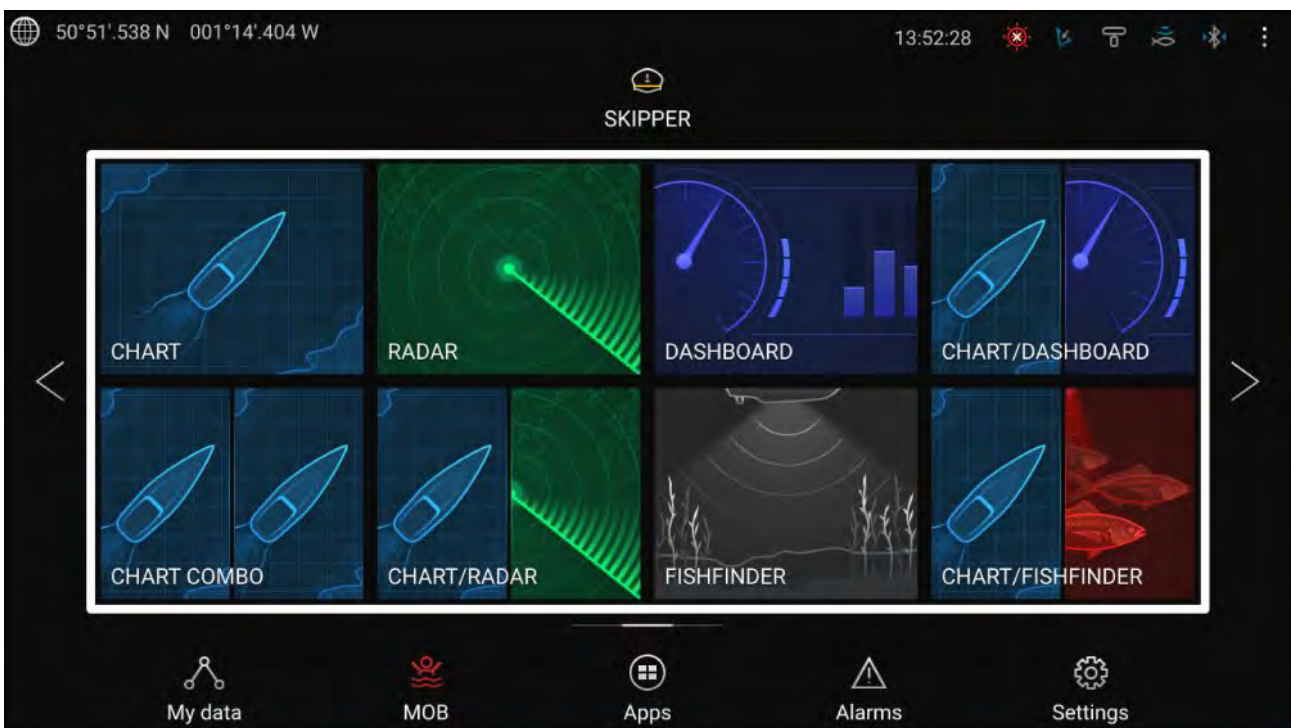 50°51'.538 N 001°14'.404 W
13:52:28
SKIPPER
CHART
RADAR
DASHBOARD
CHART/DASHBOARD
CHART COMBO
CHART/RADAR
FISHFINDER
CHART/FISHFINDER
My data
MOB
Apps
Alarms
Settings